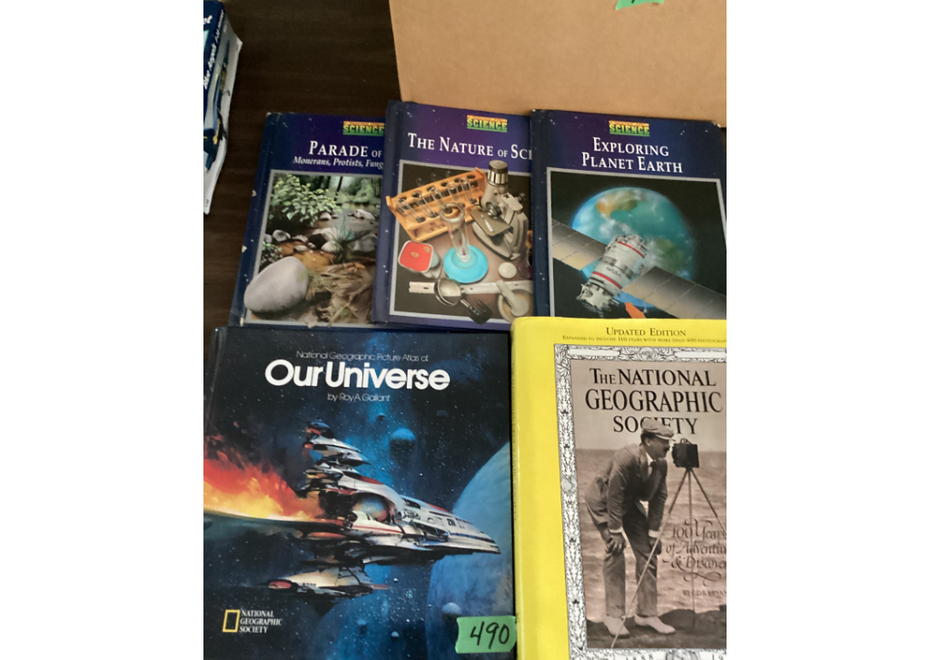 SCIENCE
PARADE OF
Monerans, Protists, Fung
SCIENCE
THE NATURE OF SCI
SCIENCE
EXPLORING
PLANET EARTH
National Geographic Picture Atlas of
Our Universe
by Roy A. Gallant
NATIONAL
GEOGRAPHIC
SOCIETY
490
UPDATED EDITION
THE NATIONAL
GEOGRAPHIC
SOCIETY
100 Years
of Adventure
& Discovery